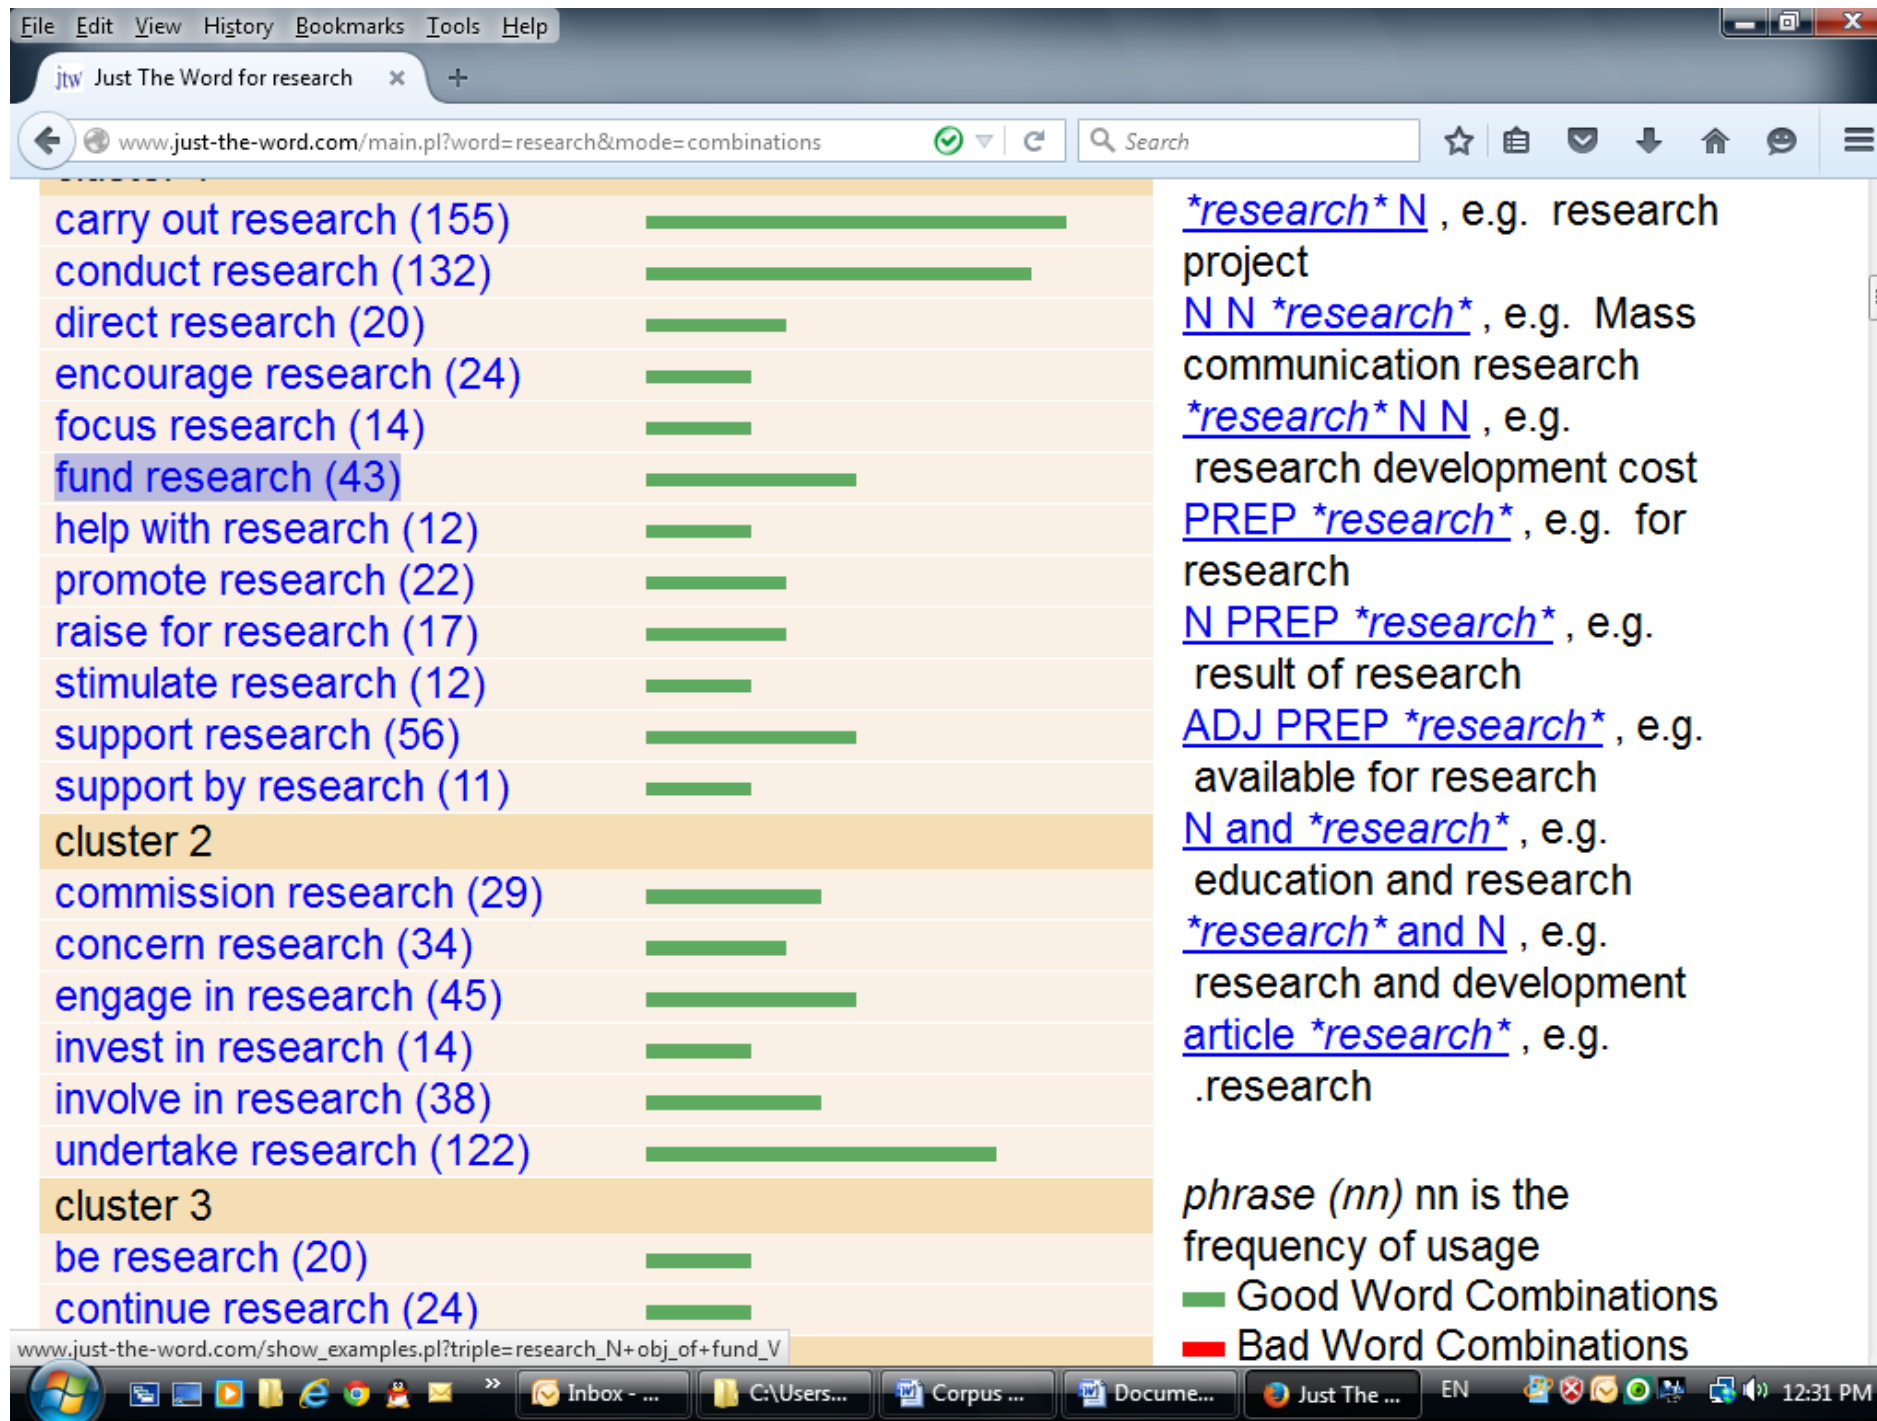 File Edit View History Bookmarks Tools Help
jtw Just The Word for research
www.just-the-word.com/main.pl?word=research&mode=combinations
Search
carry out research (155)
conduct research (132)
direct research (20)
encourage research (24)
focus research (14)
fund research (43)
help with research (12)
promote research (22)
raise for research (17)
stimulate research (12)
support research (56)
support by research (11)
cluster 2
commission research (29)
concern research (34)
engage in research (45)
invest in research (14)
involve in research (38)
undertake research (122)
cluster 3
be research (20)
continue research (24)
*research* N , e.g. research
project
N N *research* , e.g. Mass
communication research
*research* N N , e.g.
research development cost
PREP *research* , e.g. for
research
N PREP *research* , e.g.
result of research
ADJ PREP *research* , e.g.
available for research
N and *research* , e.g.
education and research
*research* and N , e.g.
research and development
article *research* , e.g.
.research
phrase (nn) nn is the
frequency of usage
Good Word Combinations
Bad Word Combinations
www.just-the-word.com/show_examples.pl?triple=research_N+obj_of+fund_V
Inbox - ... C:\Users... Corpus ... Docume... Just The ... EN 12:31 PM